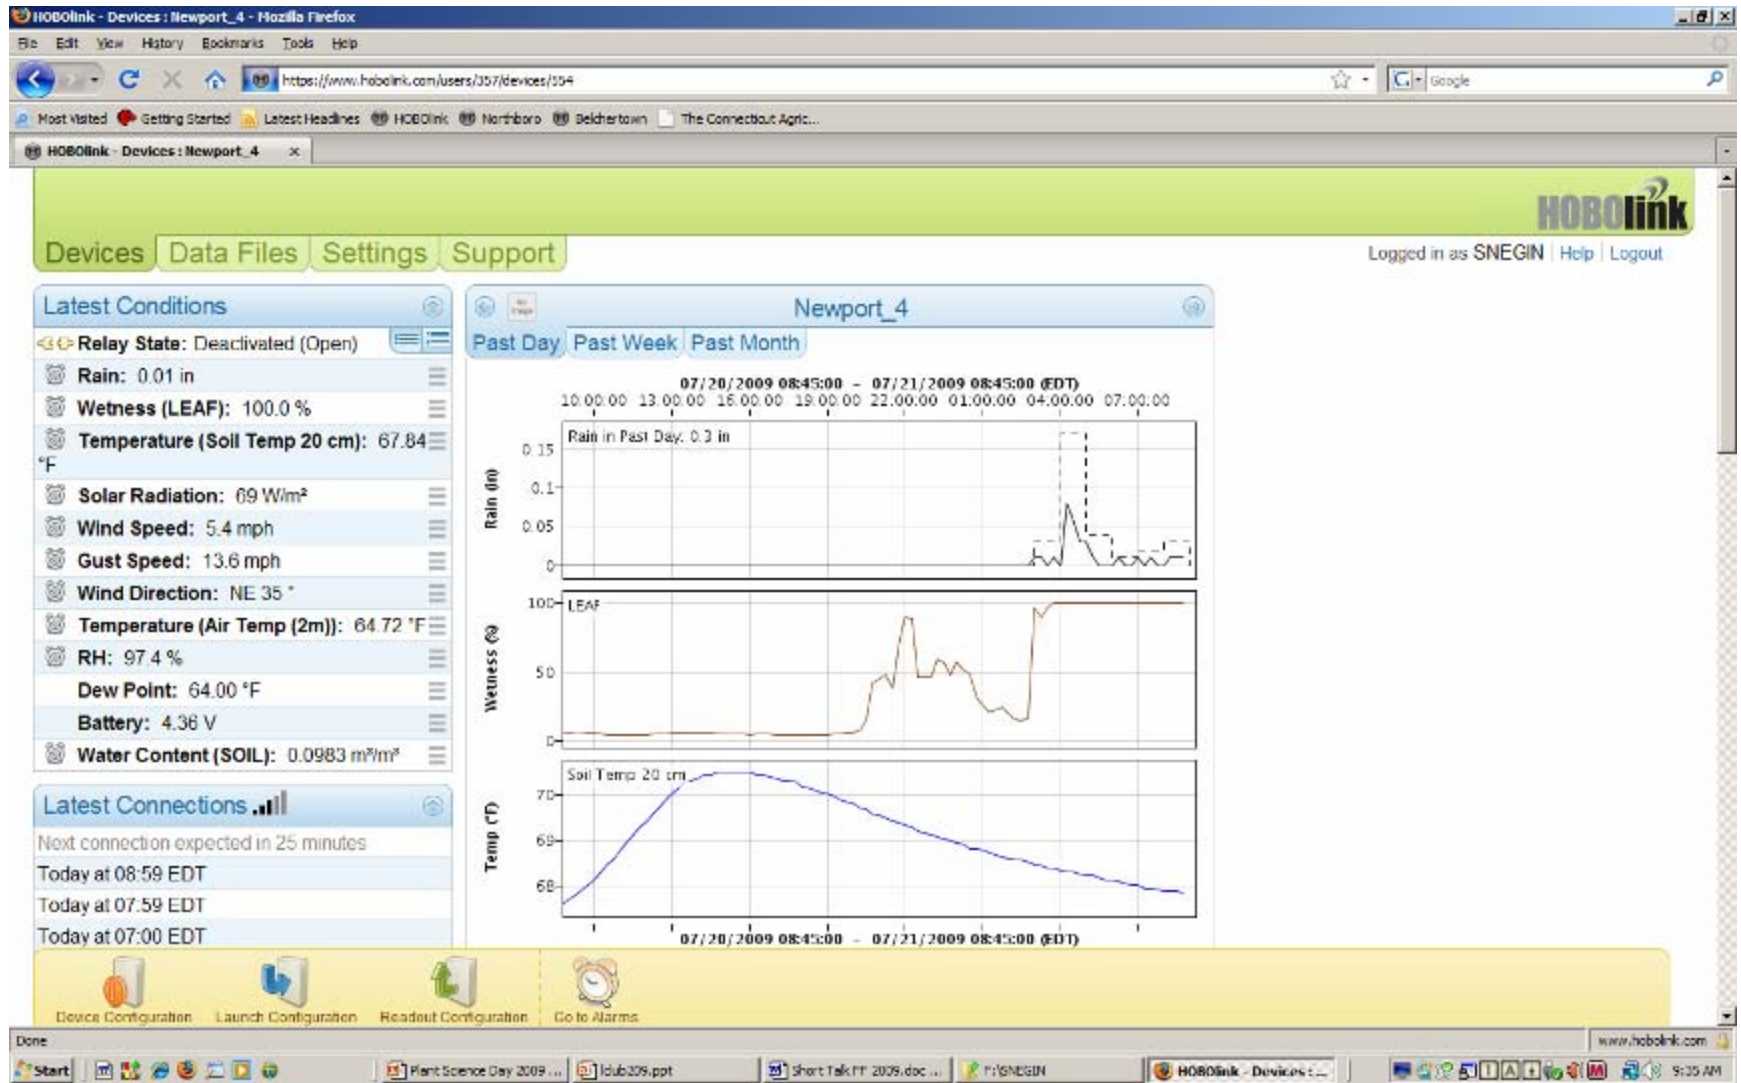 HOBOlink - Devices : Newport_4 - Mozilla Firefox
File Edit View History Bookmarks Tools Help
https://www.hobolink.com/users/357/devices/554
Google
Most Visited Getting Started Latest Headlines HOBOlink Northboro Belchertown The Connecticut Agric...
HOBOlink - Devices : Newport_4 x
HOBOlink
Devices Data Files Settings Support
Logged in as SNEGIN | Help | Logout
Latest Conditions
Relay State: Deactivated (Open)
Rain: 0.01 in
Wetness (LEAF): 100.0 %
Temperature (Soil Temp 20 cm): 67.84
°F
Solar Radiation: 69 W/m²
Wind Speed: 5.4 mph
Gust Speed: 13.6 mph
Wind Direction: NE 35 °
Temperature (Air Temp (2m)): 64.72 °F
RH: 97.4 %
Dew Point: 64.00 °F
Battery: 4.36 V
Water Content (SOIL): 0.0983 m³/m³
Latest Connections
Next connection expected in 25 minutes
Today at 08:59 EDT
Today at 07:59 EDT
Today at 07:00 EDT
Newport_4
Past Day Past Week Past Month
07/20/2009 08:45:00 - 07/21/2009 08:45:00 (EDT)
10:00:00 13:00:00 16:00:00 19:00:00 22:00:00 01:00:00 04:00:00 07:00:00
Rain in Past Day: 0.3 in
Rain (in)
0.15
0.1
0.05
0
LEAF
Wetness (%)
100
50
0
Soil Temp 20 cm
Temp (°F)
70
69
68
07/20/2009 08:45:00 - 07/21/2009 08:45:00 (EDT)
Device Configuration Launch Configuration Readout Configuration Go to Alarms
Done
www.hobolink.com
Start
Plant Science Day 2009 ... ldub209.ppt Short Talk FF 2009.doc ... F:\SNEGIN HOBOlink - Devices : ...
9:35 AM